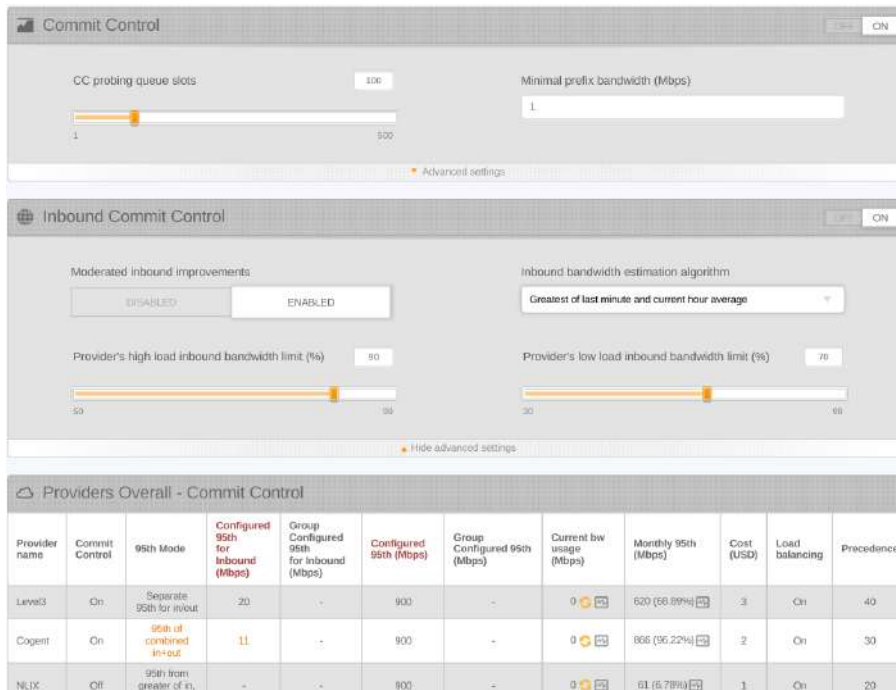 Commit Control
OFF ON
CC probing queue slots 100
Minimal prefix bandwidth (Mbps)
1
1 500
Advanced settings
Inbound Commit Control
OFF ON
Moderated inbound improvements
Inbound bandwidth estimation algorithm
DISABLED ENABLED
Greatest of last minute and current hour average
Provider's high load inbound bandwidth limit (%) 90
Provider's low load inbound bandwidth limit (%) 70
50 99
30
Hide advanced settings
Providers Overall - Commit Control
Provider name
Commit Control
95th Mode
Configured 95th for Inbound (Mbps)
Group Configured 95th for Inbound (Mbps)
Configured 95th (Mbps)
Group Configured 95th (Mbps)
Current bw usage (Mbps)
Monthly 95th (Mbps)
Cost (USD)
Load balancing
Precedence
Level3 On Separate 95th for in/out 20 - 900 - 0 620 (68.89%) 3 On 40
Cogent On 95th of combined in+out 11 - 900 - 0 866 (96.22%) 2 On 30
NLIX Off 95th from greater of in, - - 900 - 0 61 (6.78%) 1 On 20